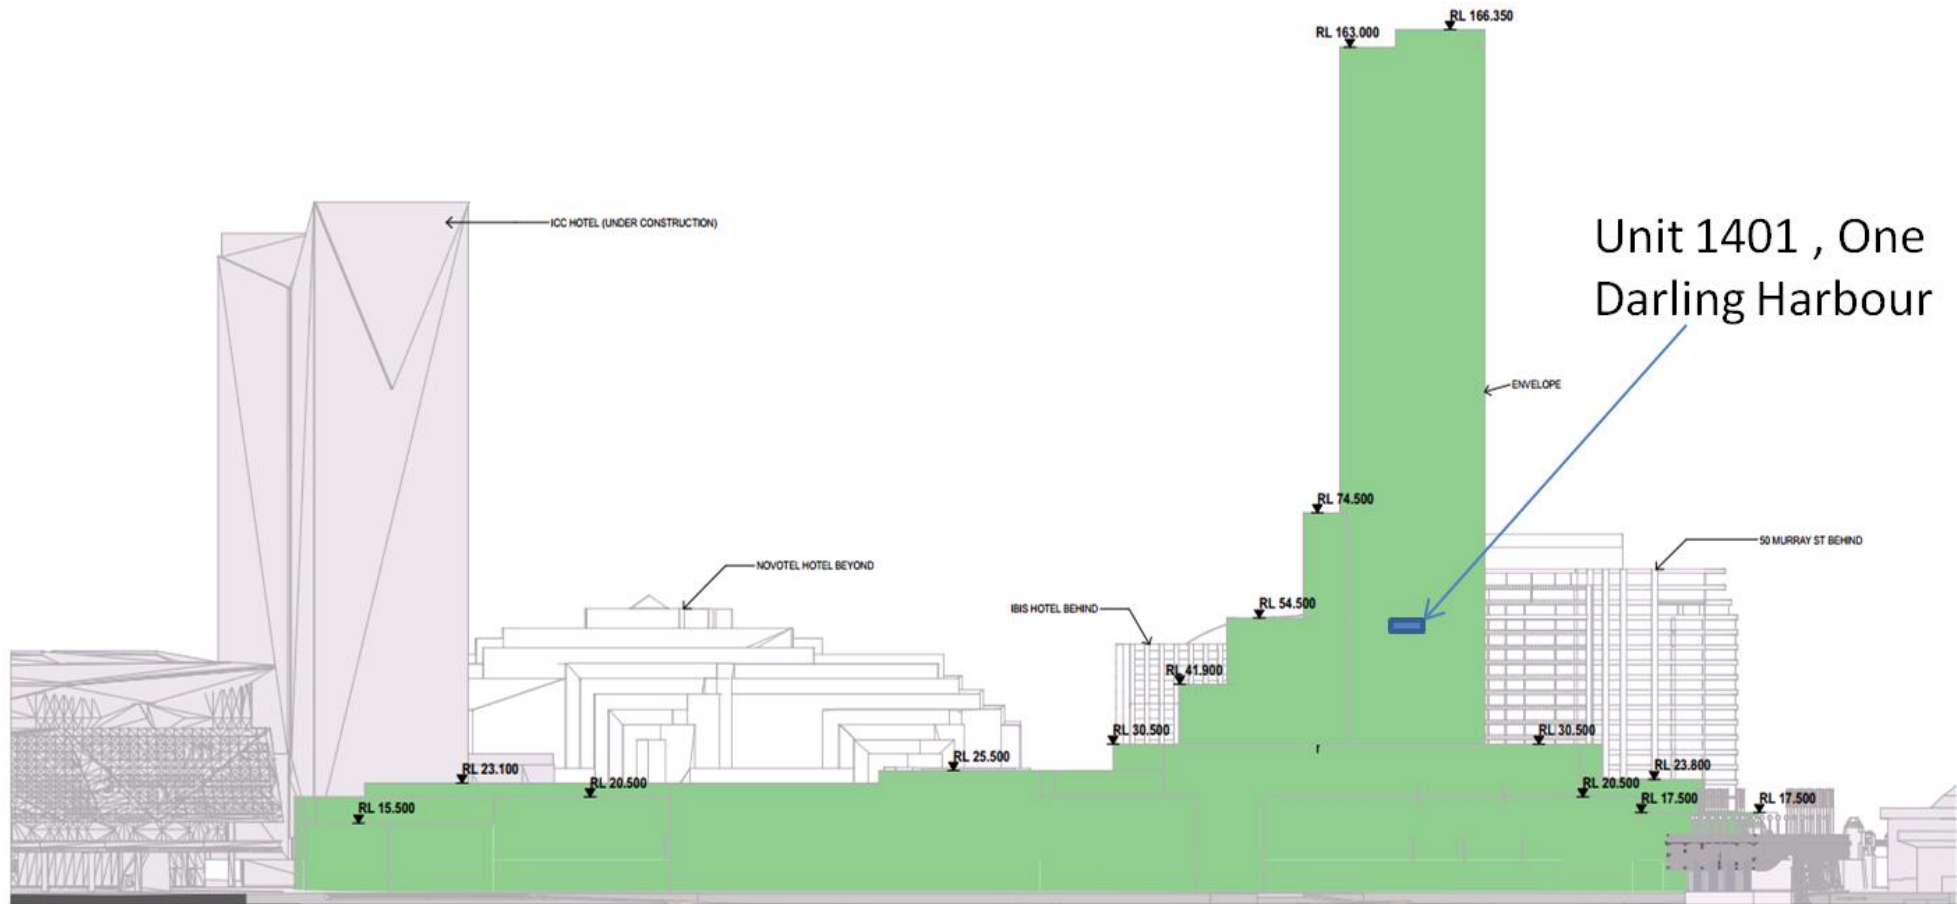 RL 166.350
RL 163.000
ICC HOTEL (UNDER CONSTRUCTION)
Unit 1401 , One
Darling Harbour
ENVELOPE
RL 74.500
50 MURRAY ST BEHIND
NOVOTEL HOTEL BEYOND
IBIS HOTEL BEHIND
RL 54.500
RL 41.900
RL 30.500
RL 30.500
RL 25.500
RL 23.100
RL 20.500
RL 23.800
RL 20.500
RL 17.500
RL 17.500
RL 15.500
r